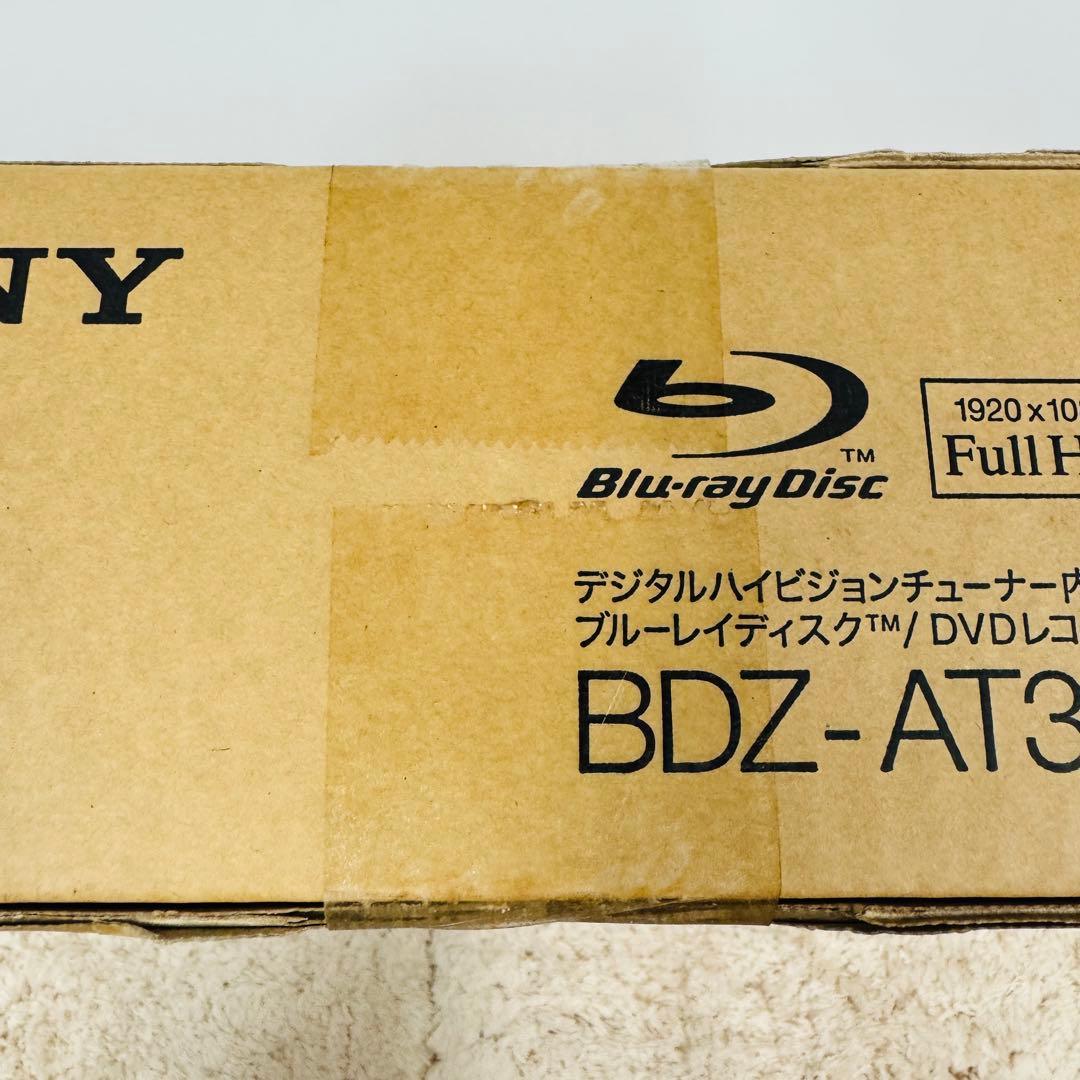 NY
Blu-ray Disc™
1920x10
Full H
デジタルハイビジョンチューナー内
ブルーレイディスク™/DVDレコ
BDZ-AT3